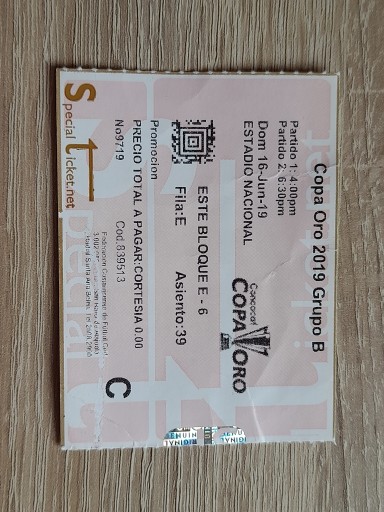 Copa Oro 2019 Grupo B
Partido 1: 4:00pm
Partido 2: 6:30pm
Dom 16-Jun-19
ESTADIO NACIONAL
Concacaf
COPA ORO
ESTE BLOQUE E - 6
Fila:E Asiento:39
Promocion
PRECIO TOTAL A PAGAR:CORTESIA 0.00
No9719 Cod:839513
C
Special ticket.net